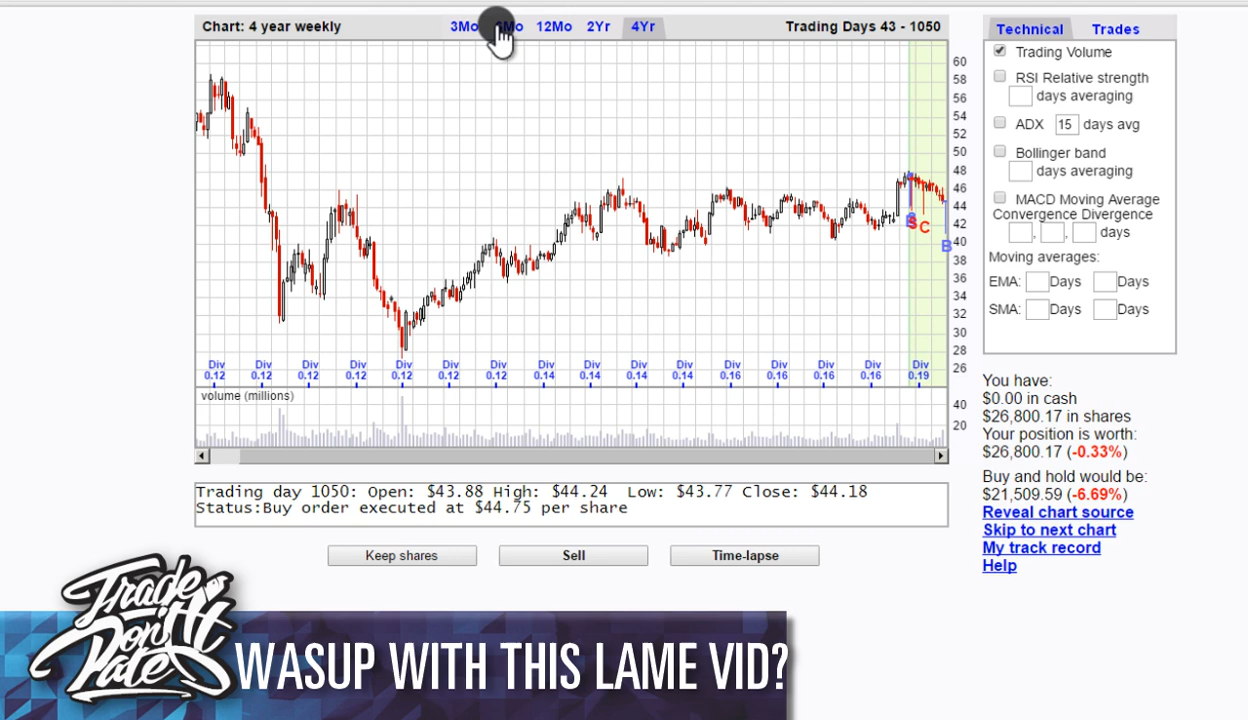 Chart: 4 year weekly 3Mo 6Mo 12Mo 2Yr 4Yr Trading Days 43 - 1050
Technical Trades
Trading Volume
RSI Relative strength
days averaging
ADX 15 days avg
Bollinger band
days averaging
MACD Moving Average
Convergence Divergence
, , days
Moving averages:
EMA: Days Days
SMA: Days Days
60
58
56
54
52
50
48
46
44
42
40
38
36
34
32
30
28
26
B S C
B
Div Div Div Div Div Div Div Div Div Div Div Div Div Div Div Div
0.12 0.12 0.12 0.12 0.12 0.12 0.12 0.14 0.14 0.14 0.14 0.16 0.16 0.16 0.16 0.19
volume (millions)
40
20
You have:
$0.00 in cash
$26,800.17 in shares
Your position is worth:
$26,800.17 (-0.33%)
Buy and hold would be:
$21,509.59 (-6.69%)
Reveal chart source
Skip to next chart
My track record
Help
Trading day 1050: Open: $43.88 High: $44.24 Low: $43.77 Close: $44.18
Status:Buy order executed at $44.75 per share
Keep shares Sell Time-lapse
Trade
Don't
Hate
WASUP WITH THIS LAME VID?